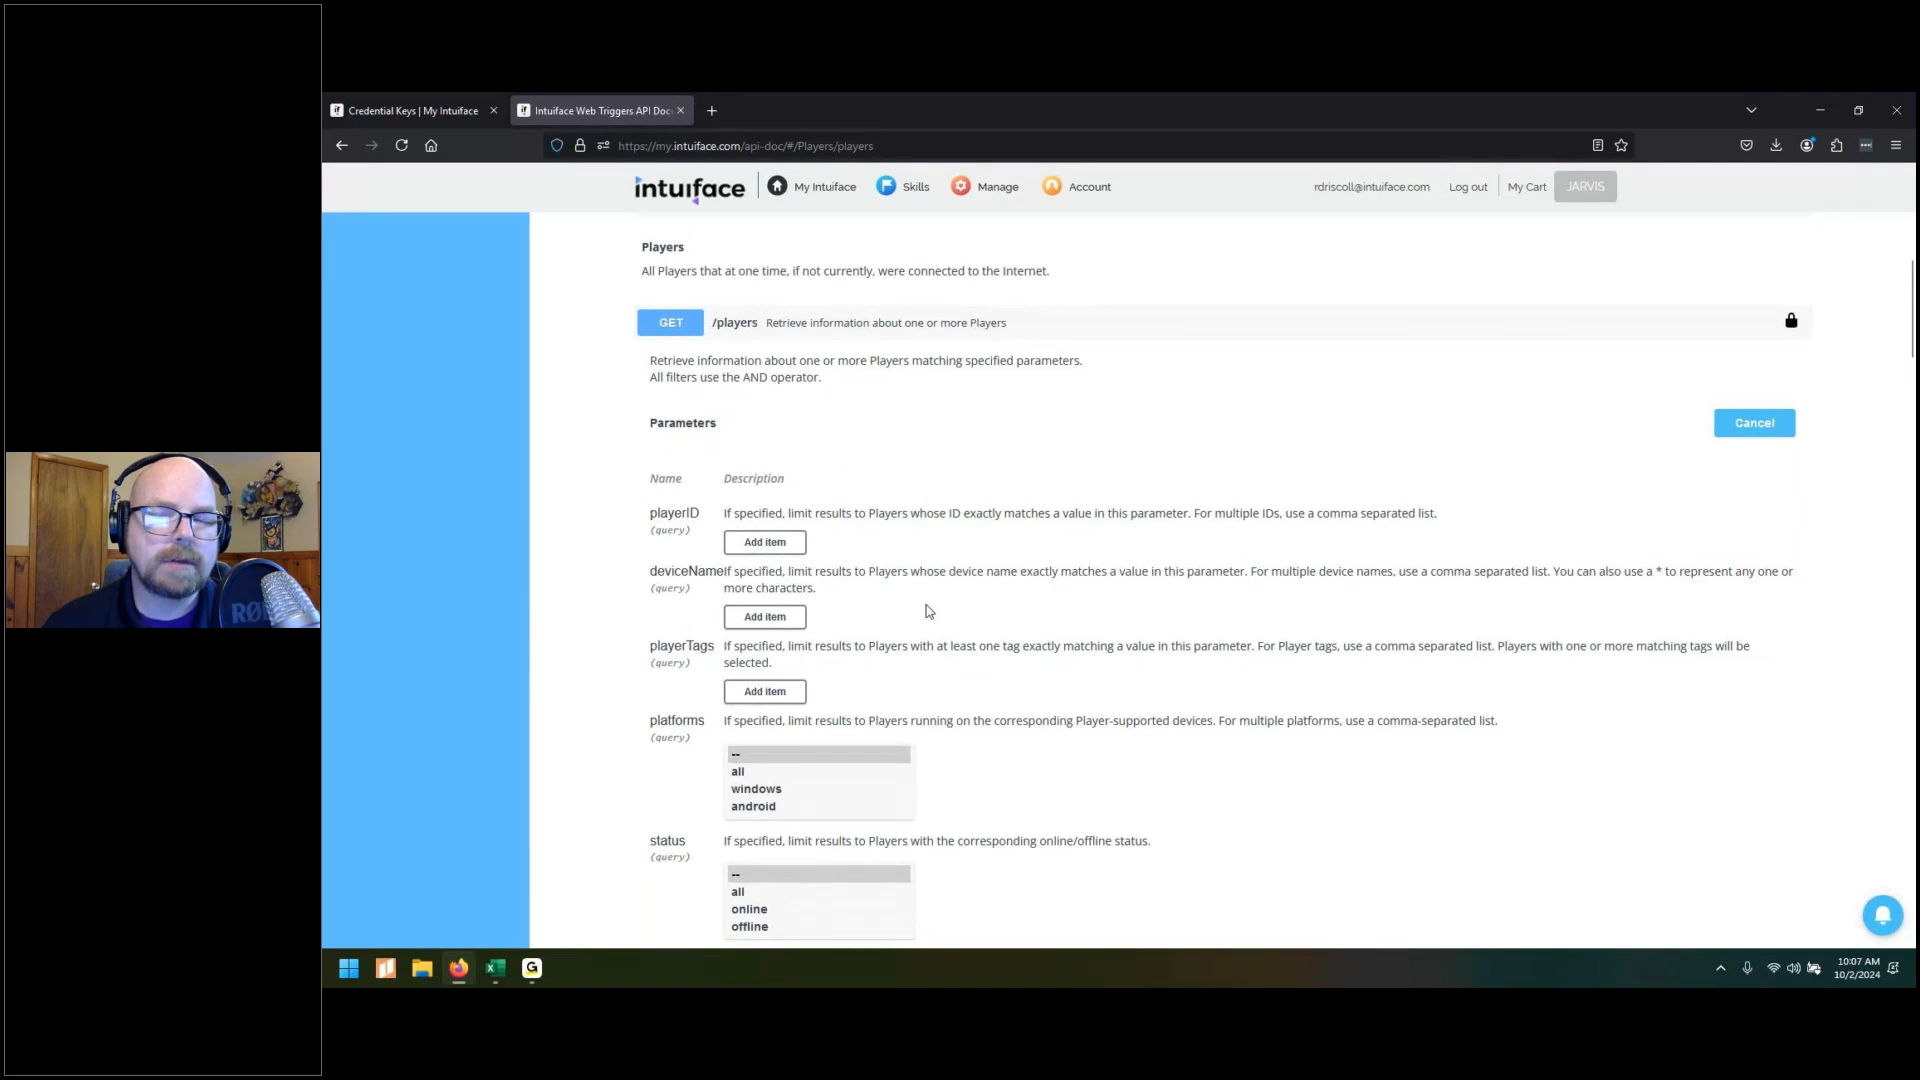 Credential Keys | My Intuiface
Intuiface Web Triggers API Doc
https://my.intuiface.com/api-doc/#/Players/players
intuıface
My Intuiface
Skills
Manage
Account
rdriscoll@intuiface.com
Log out
My Cart
JARVIS
Players
All Players that at one time, if not currently, were connected to the Internet.
GET /players Retrieve information about one or more Players
Retrieve information about one or more Players matching specified parameters.
All filters use the AND operator.
Parameters
Cancel
Name Description
playerID If specified, limit results to Players whose ID exactly matches a value in this parameter. For multiple IDs, use a comma separated list.
(query)
Add item
deviceName If specified, limit results to Players whose device name exactly matches a value in this parameter. For multiple device names, use a comma separated list. You can also use a * to represent any one or
(query) more characters.
Add item
playerTags If specified, limit results to Players with at least one tag exactly matching a value in this parameter. For Player tags, use a comma separated list. Players with one or more matching tags will be
(query) selected.
Add item
platforms If specified, limit results to Players running on the corresponding Player-supported devices. For multiple platforms, use a comma-separated list.
(query)
--
all
windows
android
status If specified, limit results to Players with the corresponding online/offline status.
(query)
--
all
online
offline
RØDE
10:07 AM
10/2/2024